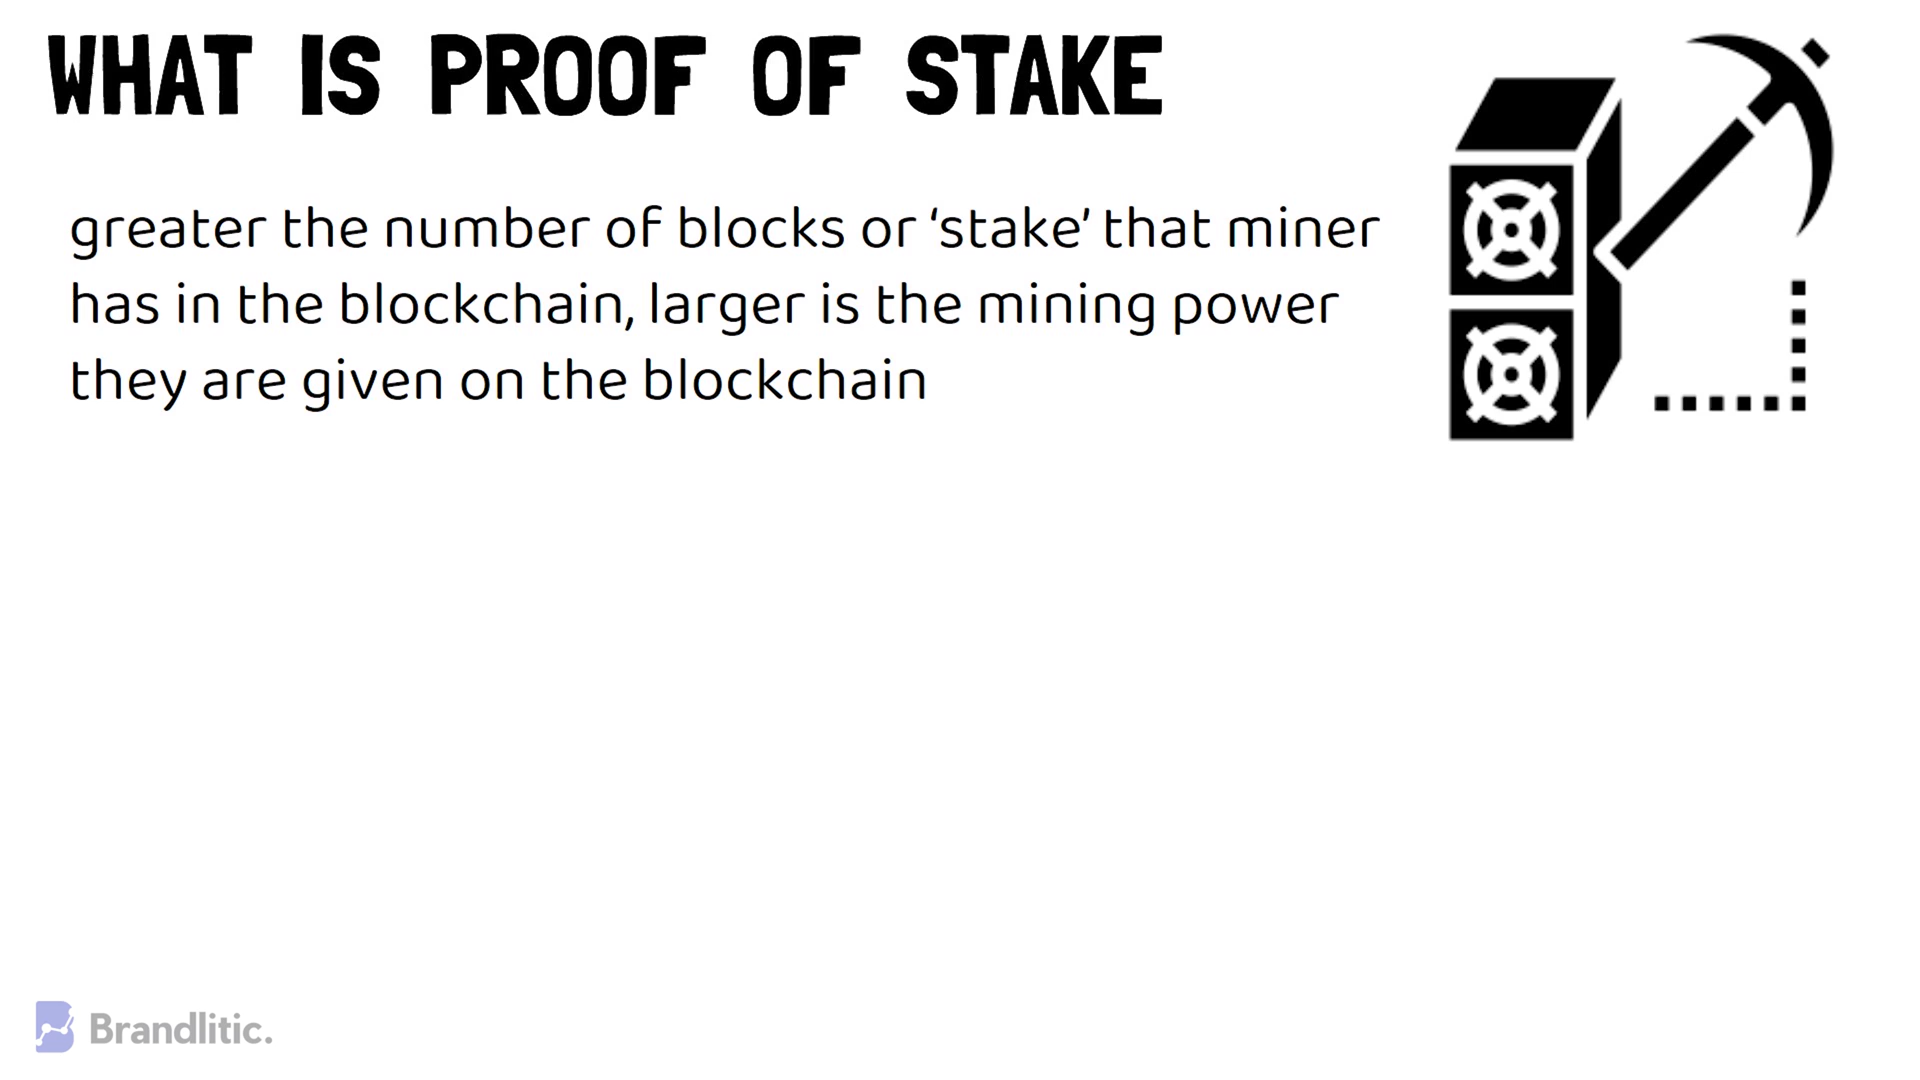 WHAT IS PROOF OF STAKE
greater the number of blocks or ‘stake’ that miner
has in the blockchain, larger is the mining power
they are given on the blockchain
Brandlitic.